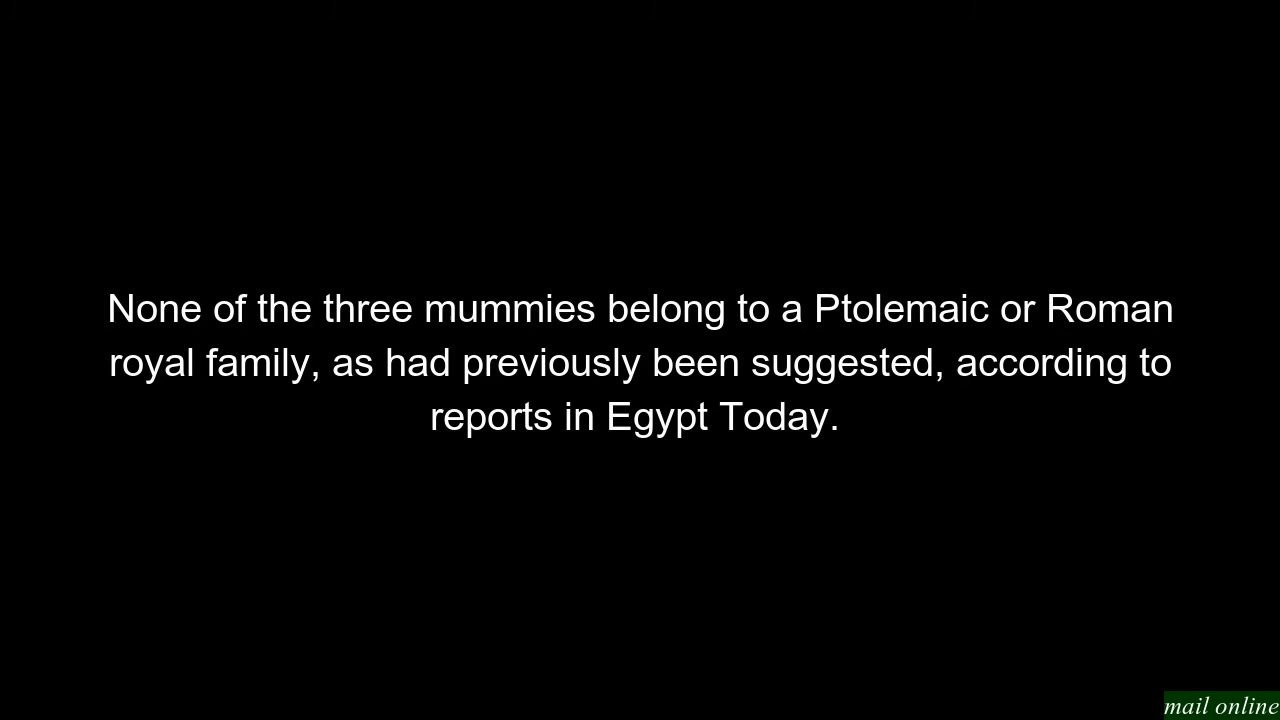 None of the three mummies belong to a Ptolemaic or Roman
royal family, as had previously been suggested, according to
reports in Egypt Today.
mail online